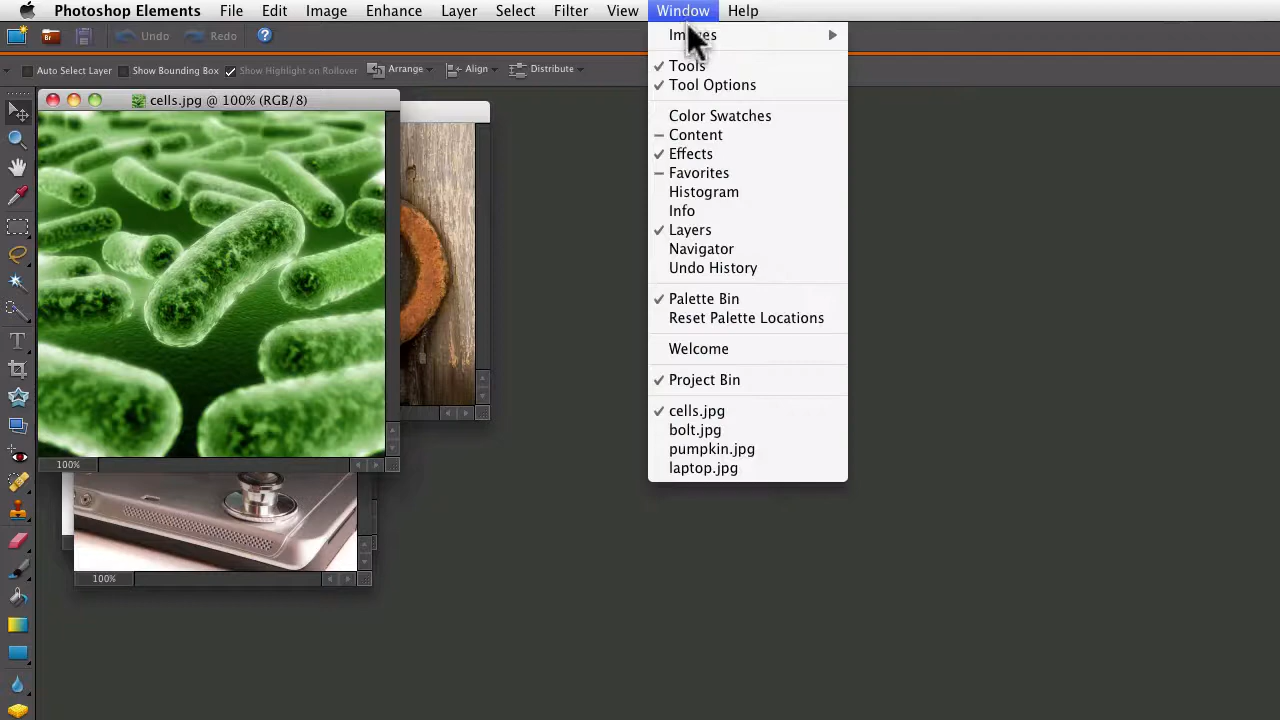 Photoshop Elements File Edit Image Enhance Layer Select Filter View Window Help
Undo Redo ?
Auto Select Layer Show Bounding Box Show Highlight on Rollover Arrange Align Distribute
cells.jpg @ 100% (RGB/8)
Images
Tools
Tool Options
Color Swatches
Content
Effects
Favorites
Histogram
Info
Layers
Navigator
Undo History
Palette Bin
Reset Palette Locations
Welcome
Project Bin
cells.jpg
bolt.jpg
pumpkin.jpg
laptop.jpg
100%
100%